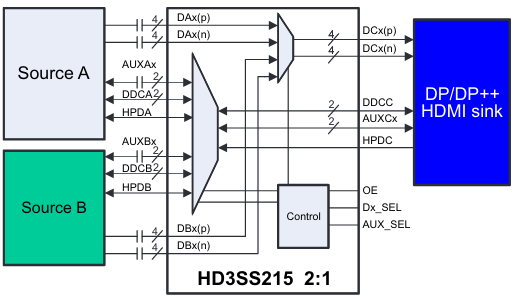 DAx(p)
4
DAx(n)
4
Source A
AUXAx
2
DDCA
2
HPDA
AUXBx
2
DDCB
2
HPDB
Source B
DBx(p)
4
DBx(n)
4
DCx(p)
4
DCx(n)
4
DP/DP++
HDMI sink
DDCC
2
AUXCx
2
HPDC
Control
OE
Dx_SEL
AUX_SEL
HD3SS215 2:1